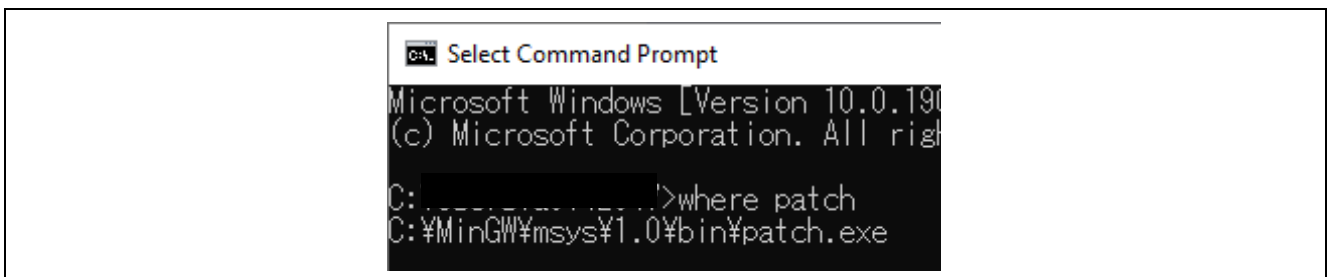 Select Command Prompt
Microsoft Windows [Version 10.0.190
(c) Microsoft Corporation. All righ
C: >where patch
C:¥MinGW¥msys¥1.0¥bin¥patch.exe